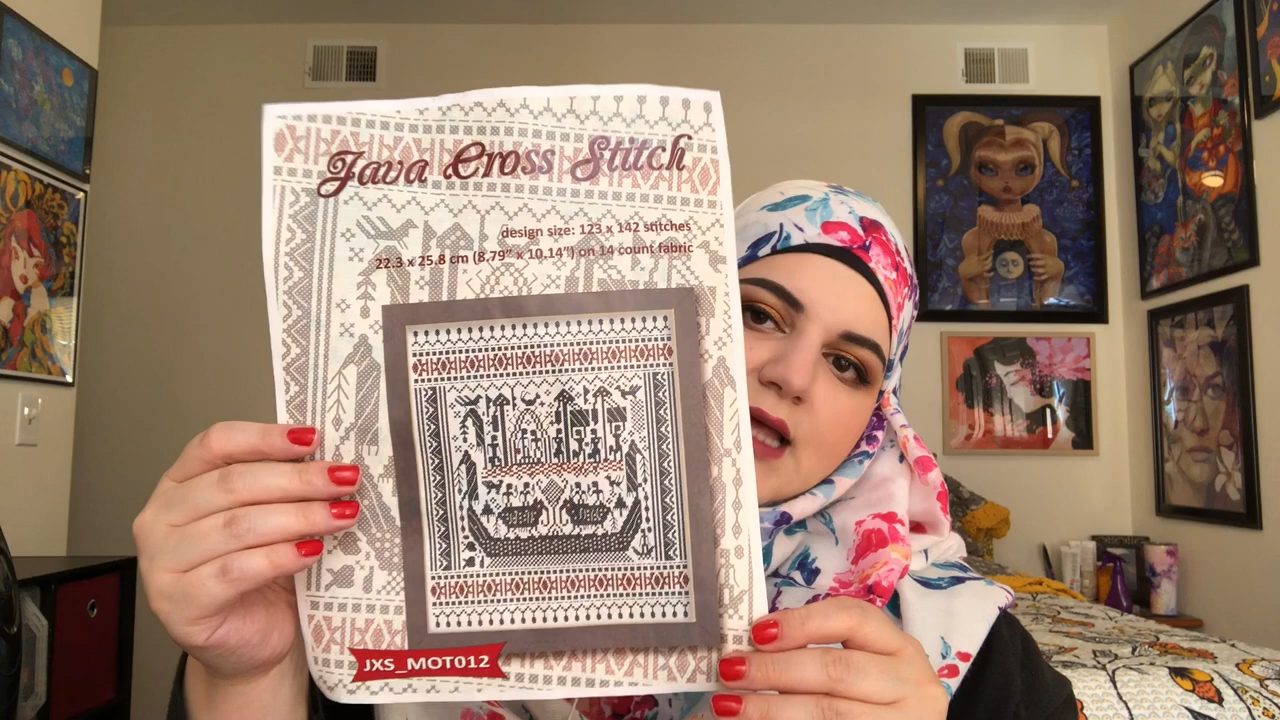 Java Cross Stitch
design size: 123 x 142 stitches
22.3 x 25.8 cm (8.79” x 10.14”) on 14 count fabric
JXS_MOT012